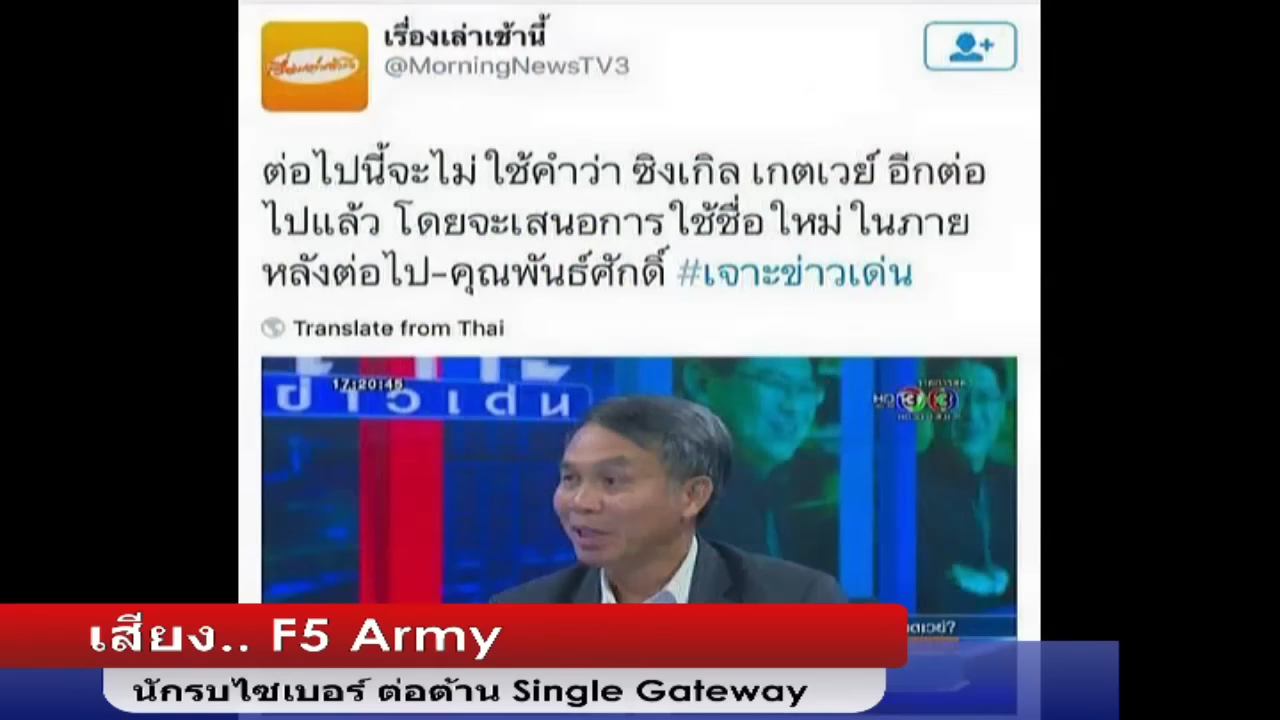 เรื่องเล่าเช้านี้
@MorningNewsTV3
ต่อไปนี้จะไม่ ใช้คำว่า ซิงเกิล เกตเวย์ อีกต่อ
ไปแล้ว โดยจะเสนอการ ใช้ชื่อ ใหม่ ในภาย
หลังต่อไป-คุณพันธ์ศักดิ์ #เจาะข่าวเด่น
Translate from Thai
17:20:45
ข่าวเด่น
เสียง.. F5 Army
นักรบไซเบอร์ ต่อต้าน Single Gateway